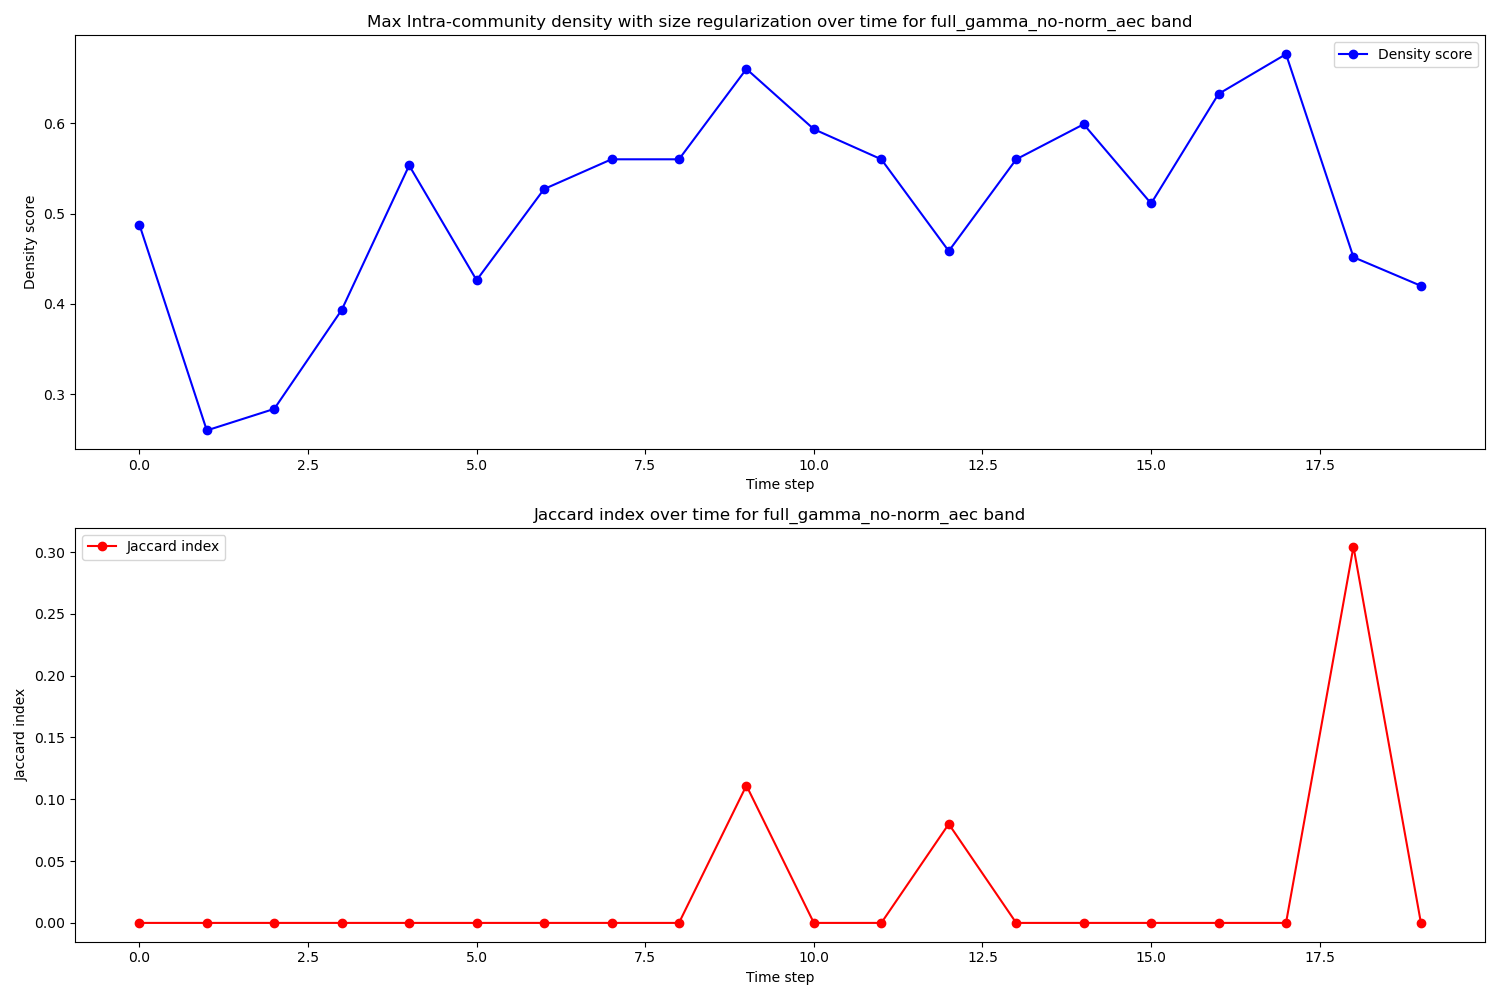 Max Intra-community density with size regularization over time for full_gamma_no-norm_aec band
Density score
0.6
0.5
0.4
0.3
Density score
0.0 2.5 5.0 7.5 10.0 12.5 15.0 17.5
Time step
Jaccard index over time for full_gamma_no-norm_aec band
Jaccard index
0.30
0.25
0.20
0.15
0.10
0.05
0.00
Jaccard index
0.0 2.5 5.0 7.5 10.0 12.5 15.0 17.5
Time step